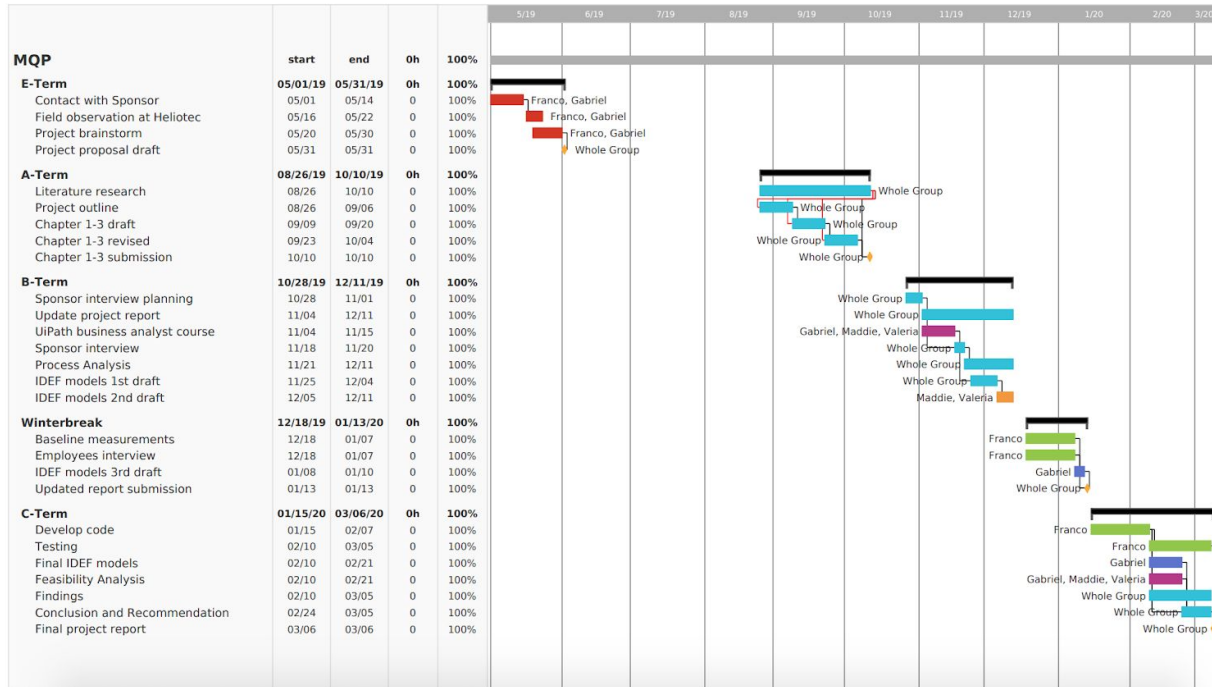 5/19 6/19 7/19 8/19 9/19 10/19 11/19 12/19 1/20 2/20 3/20
MQP start end 0h 100%
E-Term 05/01/19 05/31/19 0h 100%
Contact with Sponsor 05/01 05/14 0 100% Franco, Gabriel
Field observation at Heliotec 05/16 05/22 0 100% Franco, Gabriel
Project brainstorm 05/20 05/30 0 100% Franco, Gabriel
Project proposal draft 05/31 05/31 0 100% Whole Group
A-Term 08/26/19 10/10/19 0h 100%
Literature research 08/26 10/10 0 100% Whole Group
Project outline 08/26 09/06 0 100% Whole Group
Chapter 1-3 draft 09/09 09/20 0 100% Whole Group
Chapter 1-3 revised 09/23 10/04 0 100% Whole Group
Chapter 1-3 submission 10/10 10/10 0 100% Whole Group
B-Term 10/28/19 12/11/19 0h 100%
Sponsor interview planning 10/28 11/01 0 100% Whole Group
Update project report 11/04 12/11 0 100% Whole Group
UiPath business analyst course 11/04 11/15 0 100% Gabriel, Maddie, Valeria
Sponsor interview 11/18 11/20 0 100% Whole Group
Process Analysis 11/21 12/11 0 100% Whole Group
IDEF models 1st draft 11/25 12/04 0 100% Whole Group
IDEF models 2nd draft 12/05 12/11 0 100% Maddie, Valeria
Winterbreak 12/18/19 01/13/20 0h 100%
Baseline measurements 12/18 01/07 0 100% Franco
Employees interview 12/18 01/07 0 100% Franco
IDEF models 3rd draft 01/08 01/10 0 100% Gabriel
Updated report submission 01/13 01/13 0 100% Whole Group
C-Term 01/15/20 03/06/20 0h 100%
Develop code 01/15 02/07 0 100% Franco
Testing 02/10 03/05 0 100% Franco
Final IDEF models 02/10 02/21 0 100% Gabriel
Feasibility Analysis 02/10 02/21 0 100% Gabriel, Maddie, Valeria
Findings 02/10 03/05 0 100% Whole Group
Conclusion and Recommendation 02/24 03/05 0 100% Whole Group
Final project report 03/06 03/06 0 100% Whole Group